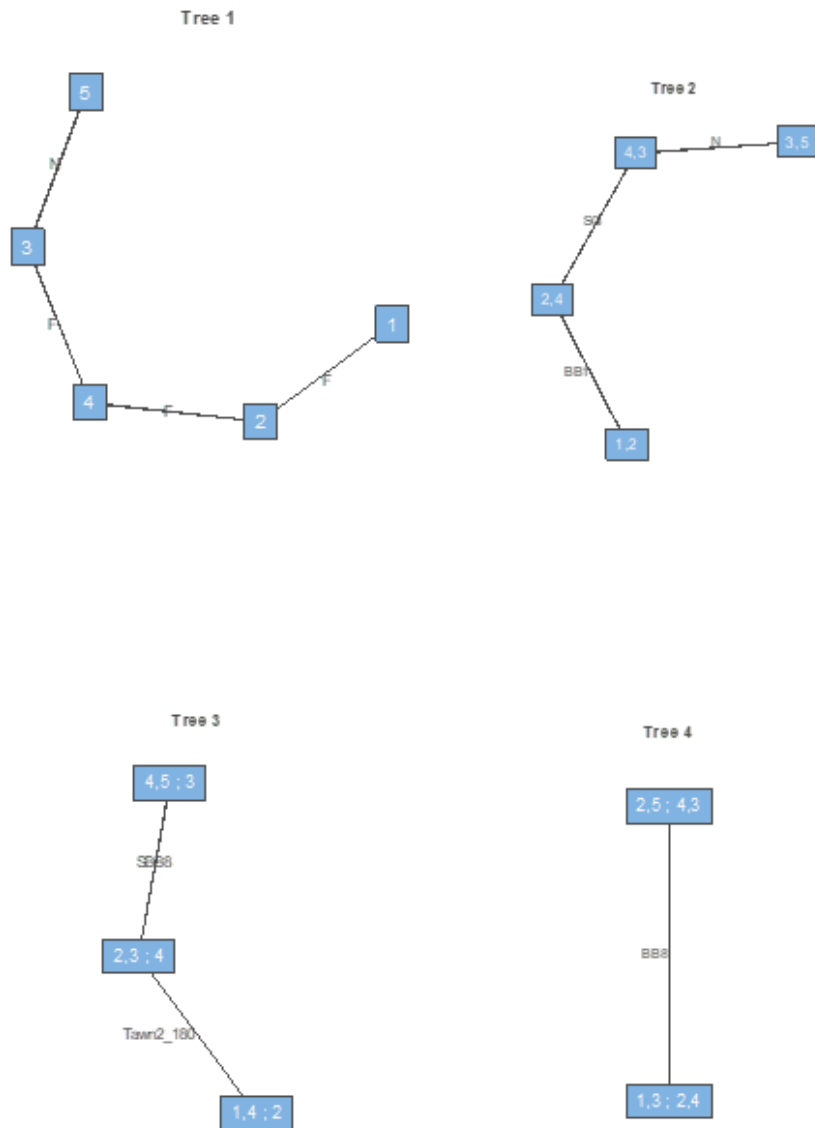 Tree 1
5
N
3
F
4
F
2
F
1
Tree 2
4,3
N
3,5
SG
2,4
BB1
1,2
Tree 3
4,5 ; 3
SBB8
2,3 ; 4
Tawn2_180
1,4 ; 2
Tree 4
2,5 ; 4,3
BB8
1,3 ; 2,4